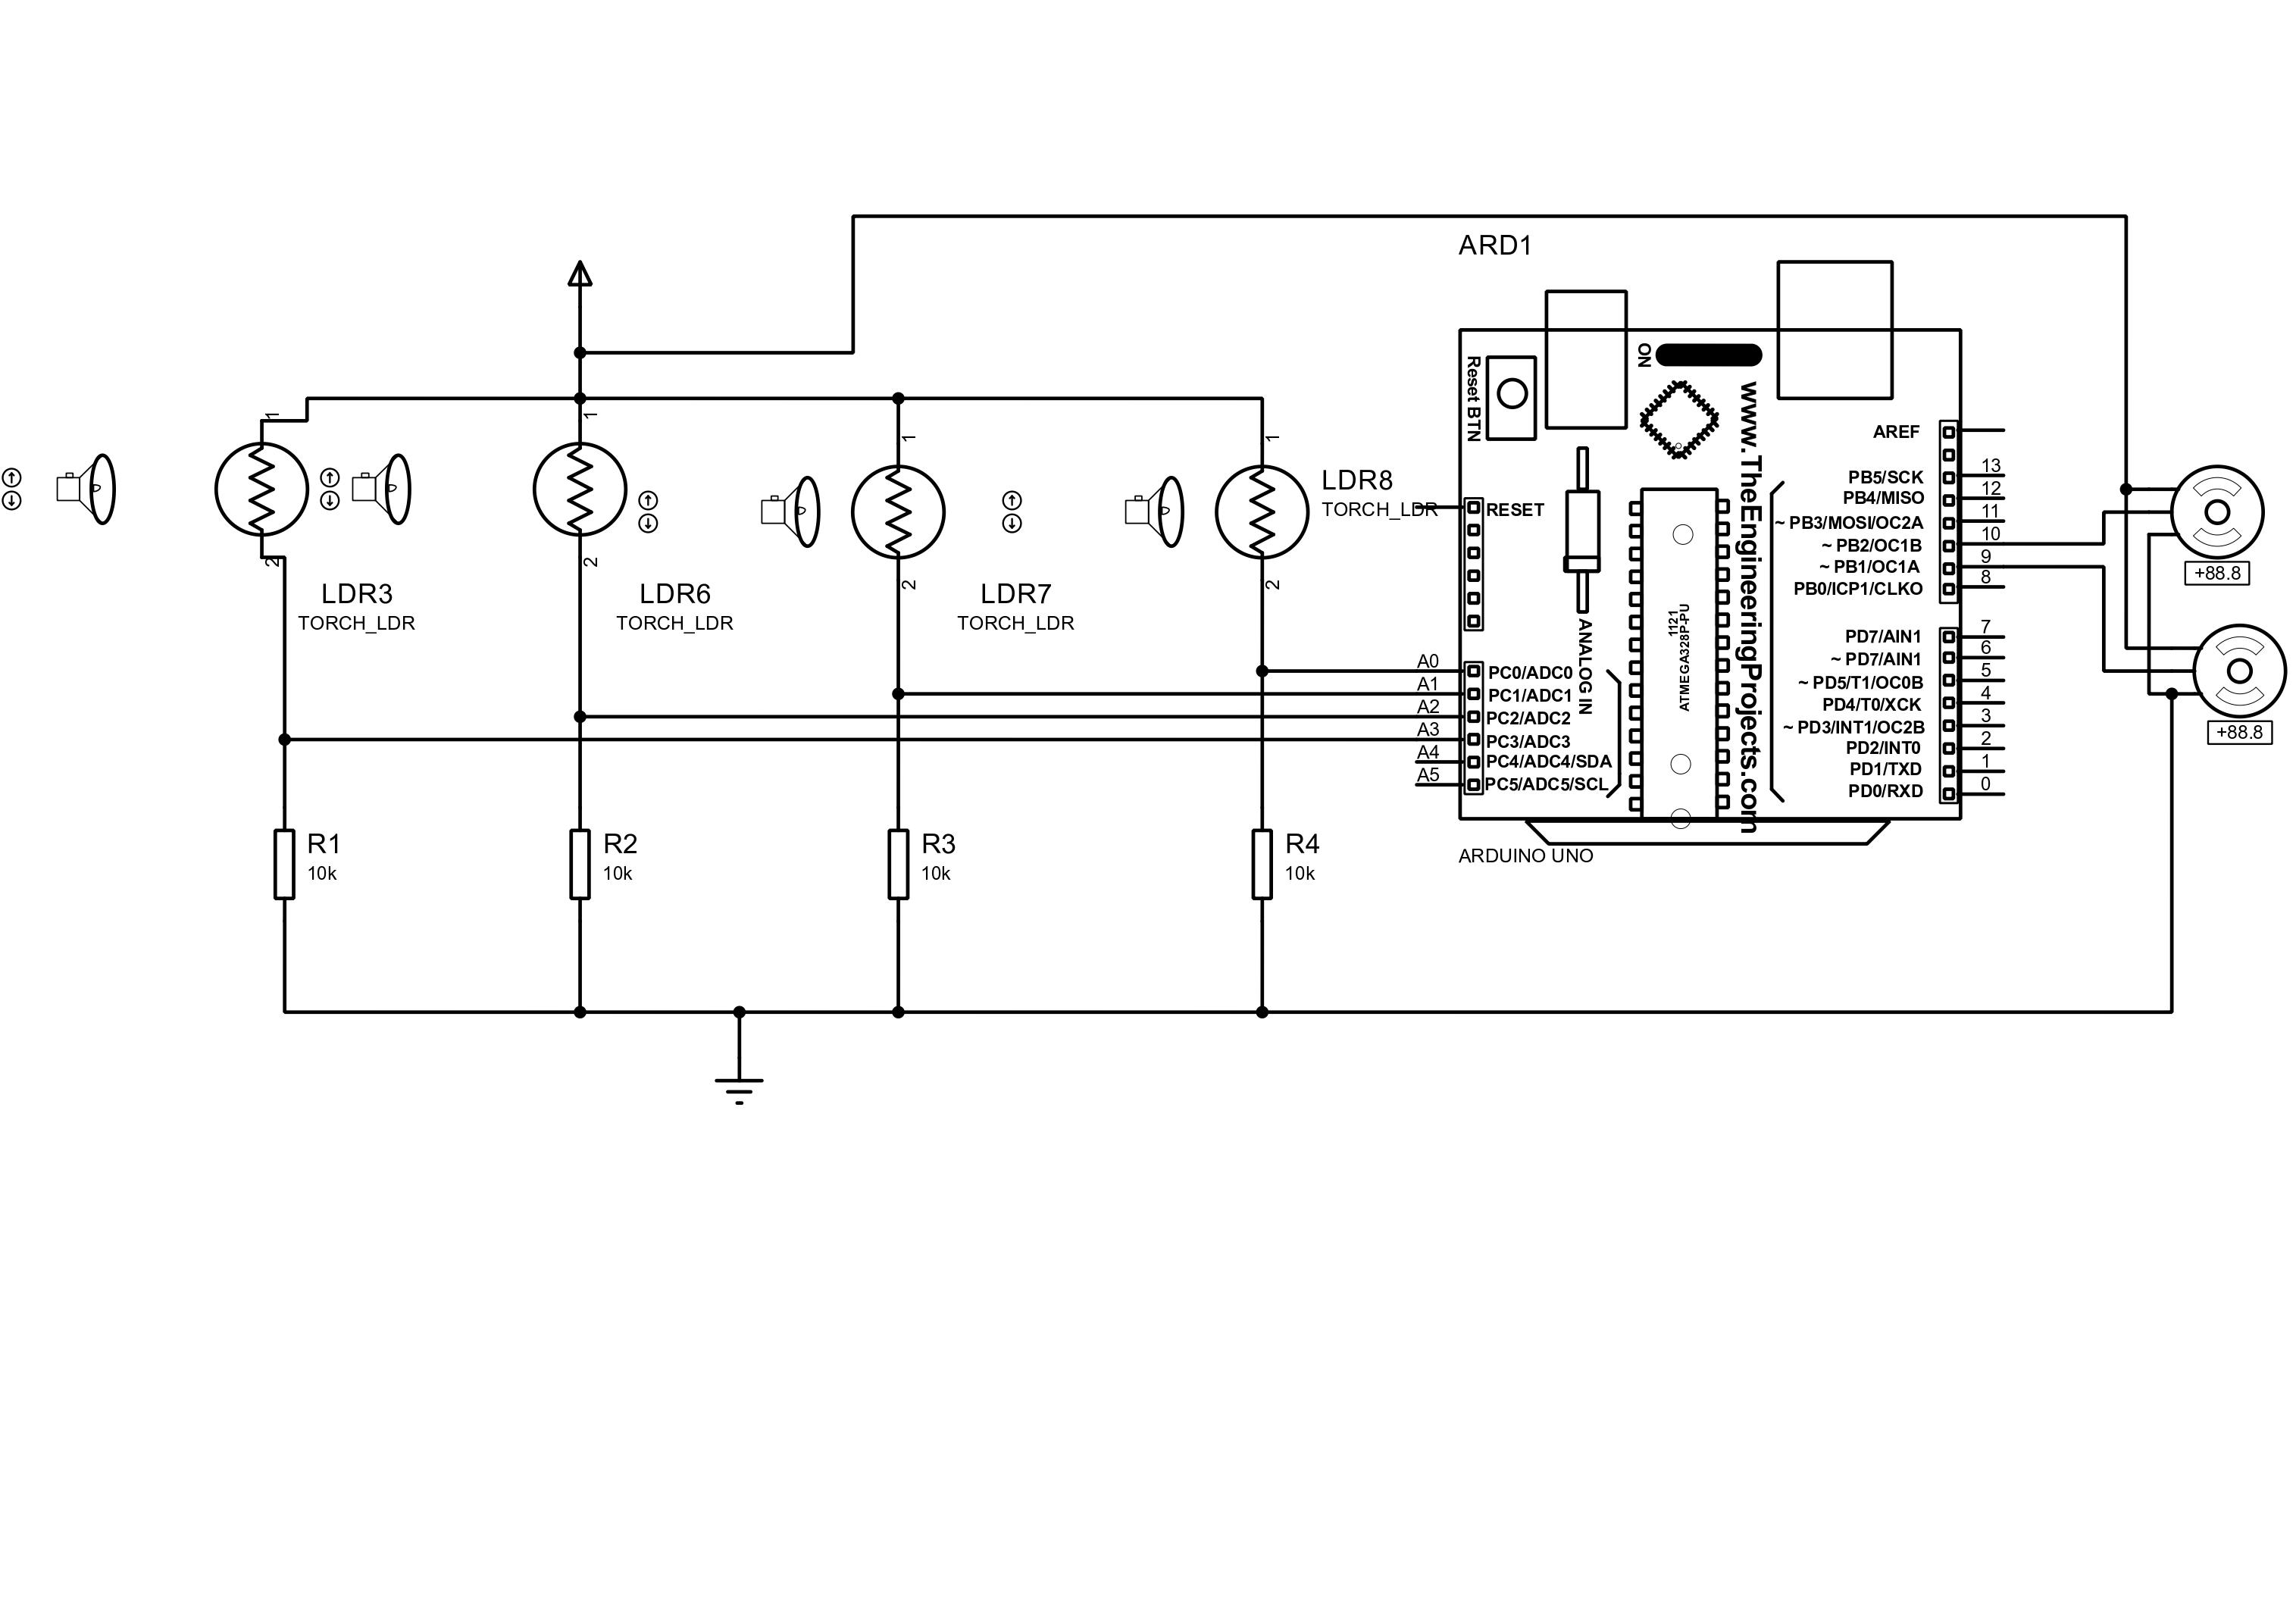 ARD1
ON
Reset BTN
www.TheEngineeringProjects.com
1
1
1
1
2
2
2
2
LDR3
TORCH_LDR
LDR6
TORCH_LDR
LDR7
TORCH_LDR
LDR8
TORCH_LDR
RESET
AREF
PB5/SCK 13
PB4/MISO 12
~ PB3/MOSI/OC2A 11
~ PB2/OC1B 10
~ PB1/OC1A 9
PB0/ICP1/CLKO 8
PD7/AIN1 7
~ PD7/AIN1 6
~ PD5/T1/OC0B 5
PD4/T0/XCK 4
~ PD3/INT1/OC2B 3
PD2/INT0 2
PD1/TXD 1
PD0/RXD 0
1121
ATMEGA328P-PU
ANALOG IN
A0 PC0/ADC0
A1 PC1/ADC1
A2 PC2/ADC2
A3 PC3/ADC3
A4 PC4/ADC4/SDA
A5 PC5/ADC5/SCL
ARDUINO UNO
+88.8
+88.8
R1
10k
R2
10k
R3
10k
R4
10k